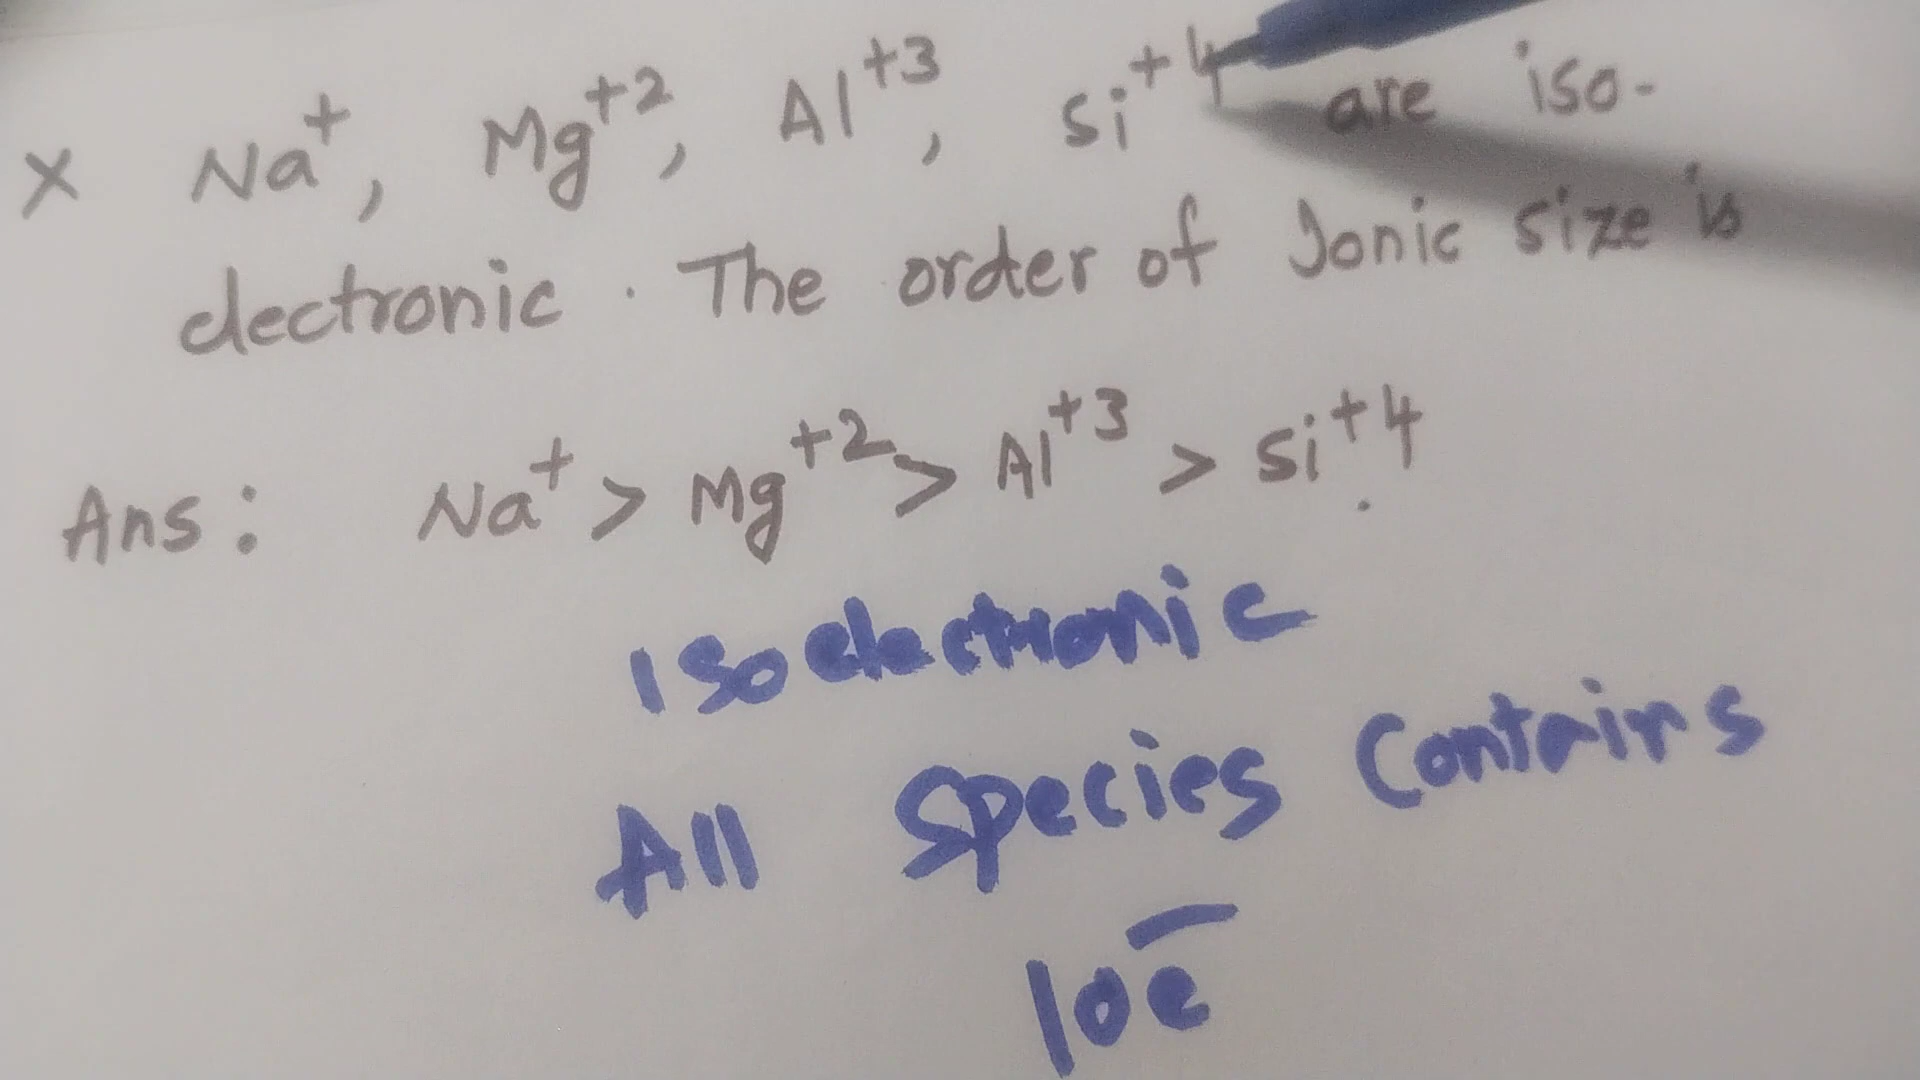 x Na⁺, Mg⁺², Al⁺³, Si⁺⁴ are iso-
electronic. The order of Ionic size is
Ans: Na⁺ > Mg⁺² > Al⁺³ > Si⁺⁴.
Isoelectronic
All Species Contains
10e̅